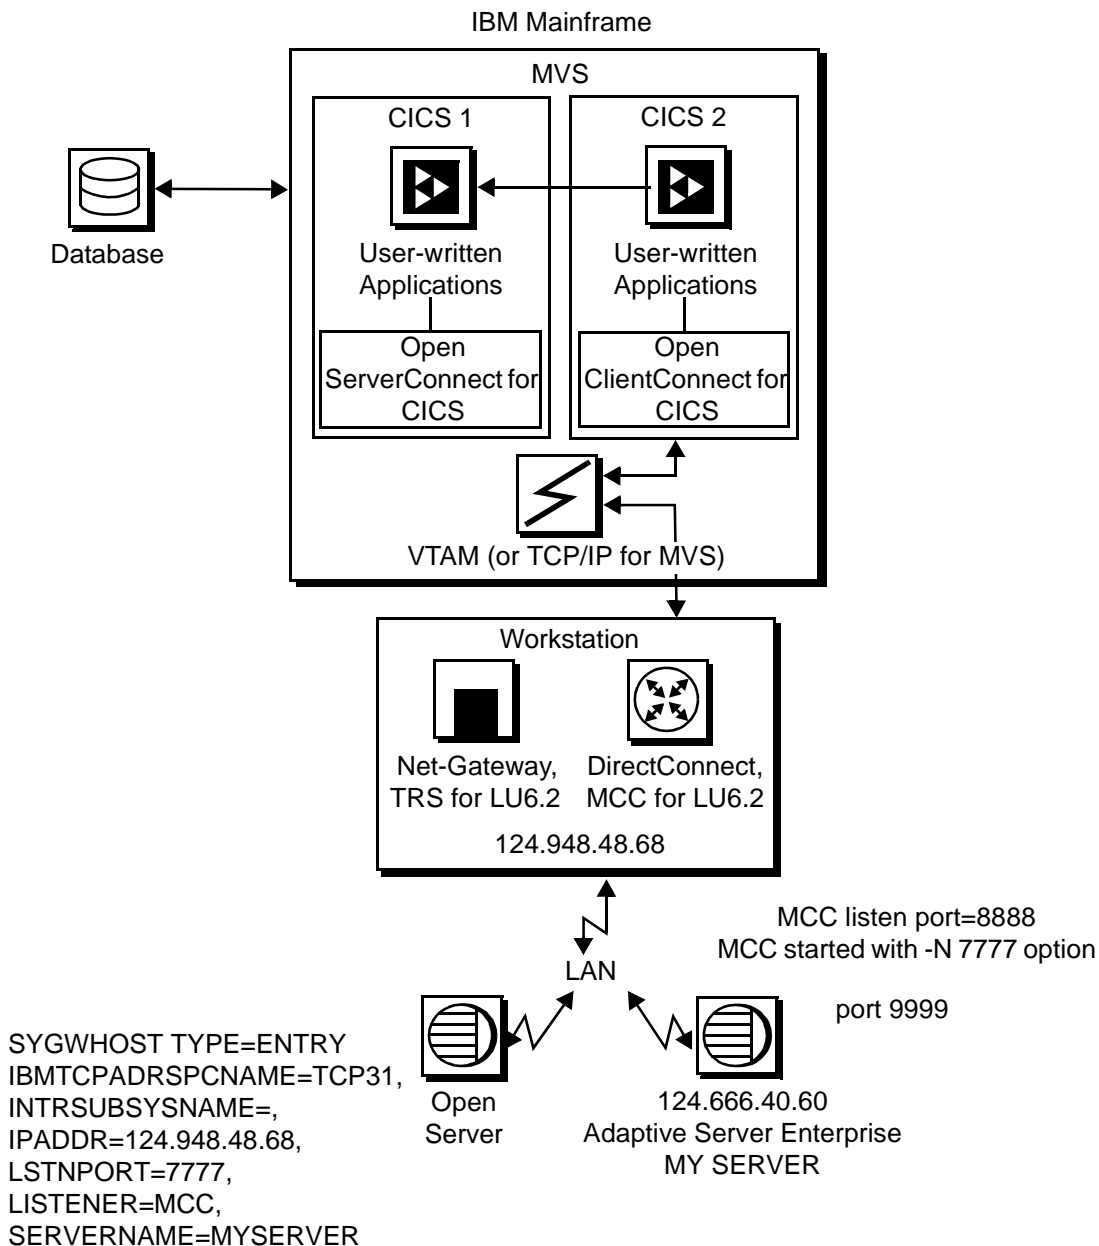 IBM Mainframe
MVS
CICS 1
CICS 2
Database
User-written
Applications
User-written
Applications
Open
ServerConnect for
CICS
Open
ClientConnect for
CICS
VTAM (or TCP/IP for MVS)
Workstation
Net-Gateway,
TRS for LU6.2
DirectConnect,
MCC for LU6.2
124.948.48.68
MCC listen port=8888
MCC started with -N 7777 option
LAN
port 9999
SYGWHOST TYPE=ENTRY
IBMTCPADRSPCNAME=TCP31,
INTRSUBSYSNAME=,
IPADDR=124.948.48.68,
LSTNPORT=7777,
LISTENER=MCC,
SERVERNAME=MYSERVER
Open
Server
124.666.40.60
Adaptive Server Enterprise
MY SERVER